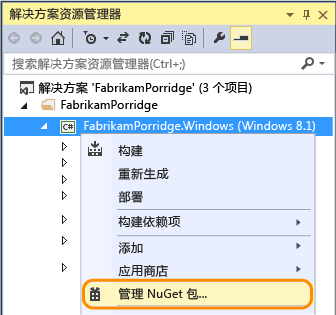 解决方案资源管理器
搜索解决方案资源管理器(Ctrl+;)
解决方案 'FabrikamPorridge' (3 个项目)
FabrikamPorridge
C# FabrikamPorridge.Windows (Windows 8.1)
构建
重新生成
部署
构建依赖项
添加
应用商店
管理 NuGet 包...